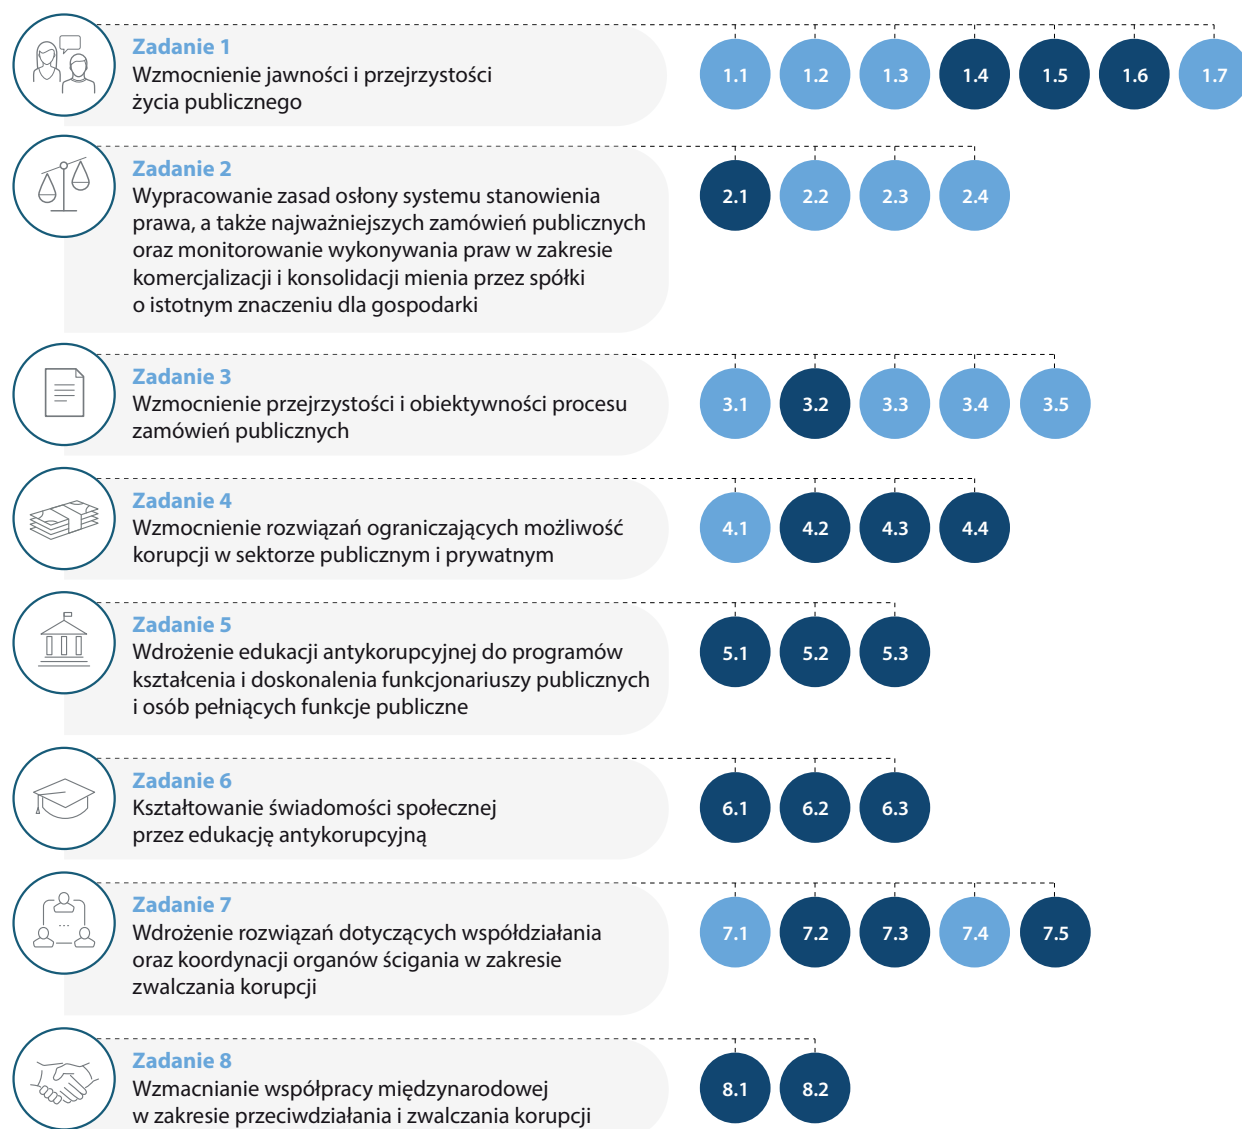 Zadanie 1
Wzmocnienie jawności i przejrzystości
życia publicznego
1.1 1.2 1.3 1.4 1.5 1.6 1.7
Zadanie 2
Wypracowanie zasad osłony systemu stanowienia
prawa, a także najważniejszych zamówień publicznych
oraz monitorowanie wykonywania praw w zakresie
komercjalizacji i konsolidacji mienia przez spółki
o istotnym znaczeniu dla gospodarki
2.1 2.2 2.3 2.4
Zadanie 3
Wzmocnienie przejrzystości i obiektywności procesu
zamówień publicznych
3.1 3.2 3.3 3.4 3.5
Zadanie 4
Wzmocnienie rozwiązań ograniczających możliwość
korupcji w sektorze publicznym i prywatnym
4.1 4.2 4.3 4.4
Zadanie 5
Wdrożenie edukacji antykorupcyjnej do programów
kształcenia i doskonalenia funkcjonariuszy publicznych
i osób pełniących funkcje publiczne
5.1 5.2 5.3
Zadanie 6
Kształtowanie świadomości społecznej
przez edukację antykorupcyjną
6.1 6.2 6.3
Zadanie 7
Wdrożenie rozwiązań dotyczących współdziałania
oraz koordynacji organów ścigania w zakresie
zwalczania korupcji
7.1 7.2 7.3 7.4 7.5
Zadanie 8
Wzmacnianie współpracy międzynarodowej
w zakresie przeciwdziałania i zwalczania korupcji
8.1 8.2